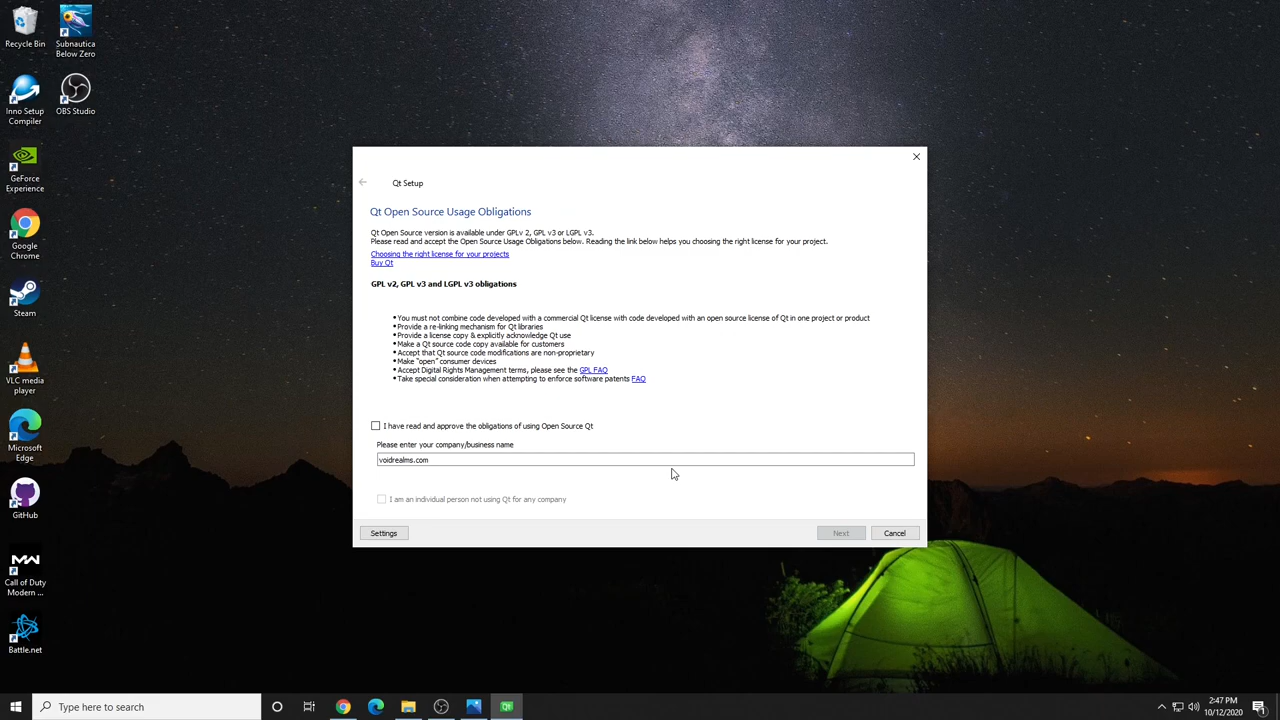 Recycle Bin
Subnautica
Below Zero
Inno Setup
Compiler
OBS Studio
GeForce
Experience
Google
Chrome
Steam
VLC media
player
Microsoft
Edge
GitHub
Call of Duty
Modern ...
Battle.net
Qt Setup
Qt Open Source Usage Obligations
Qt Open Source version is available under GPLv 2, GPL v3 or LGPL v3.
Please read and accept the Open Source Usage Obligations below. Reading the link below helps you choosing the right license for your project.
Choosing the right license for your projects
Buy Qt
GPL v2, GPL v3 and LGPL v3 obligations
• You must not combine code developed with a commercial Qt license with code developed with an open source license of Qt in one project or product
• Provide a re-linking mechanism for Qt libraries
• Provide a license copy & explicitly acknowledge Qt use
• Make a Qt source code copy available for customers
• Accept that Qt source code modifications are non-proprietary
• Make "open" consumer devices
• Accept Digital Rights Management terms, please see the GPL FAQ
• Take special consideration when attempting to enforce software patents FAQ
I have read and approve the obligations of using Open Source Qt
Please enter your company/business name
voidrealms.com
I am an individual person not using Qt for any company
Settings
Next
Cancel
Type here to search
Qt
2:47 PM
10/12/2020
1